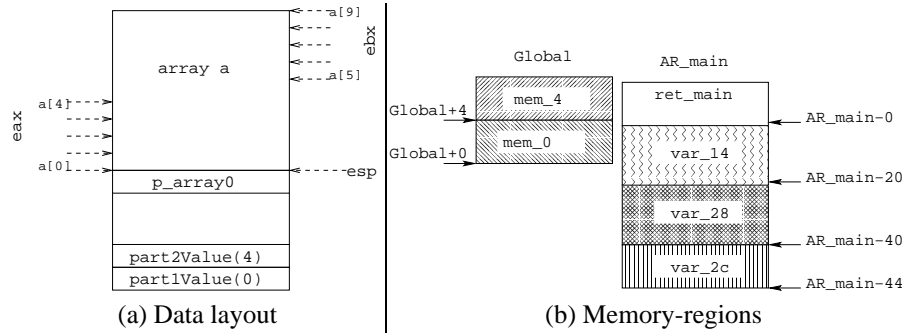 a[9]
ebx
array a
a[5]
a[4]
eax
a[0]
esp
p_array0
part2Value(4)
part1Value(0)
(a) Data layout
Global
AR_main
ret_main
mem_4
Global+4
AR_main-0
mem_0
var_14
Global+0
AR_main-20
var_28
AR_main-40
var_2c
AR_main-44
(b) Memory-regions